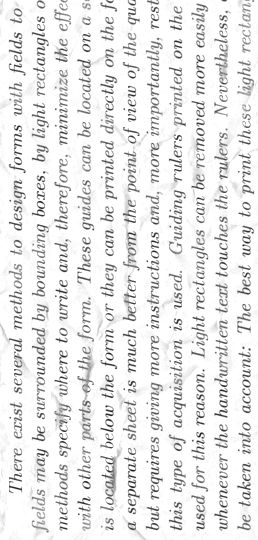 There exist several methods to design forms with fields to
fields may be surrounded by bounding boxes, by light rectangles o
methods specify where to write and, therefore, minimize the effec
with other parts of the form. These guides can be located on a s
is located below the form or they can be printed directly on the fo
a separate sheet is much better from the point of view of the qua
but requires giving more instructions and, more importantly, rest
this type of acquisition is used. Guiding rulers printed on the
used for this reason. Light rectangles can be removed more easily
whenever the handwritten text touches the rulers. Nevertheless,
be taken into account: The best way to print these light rectang